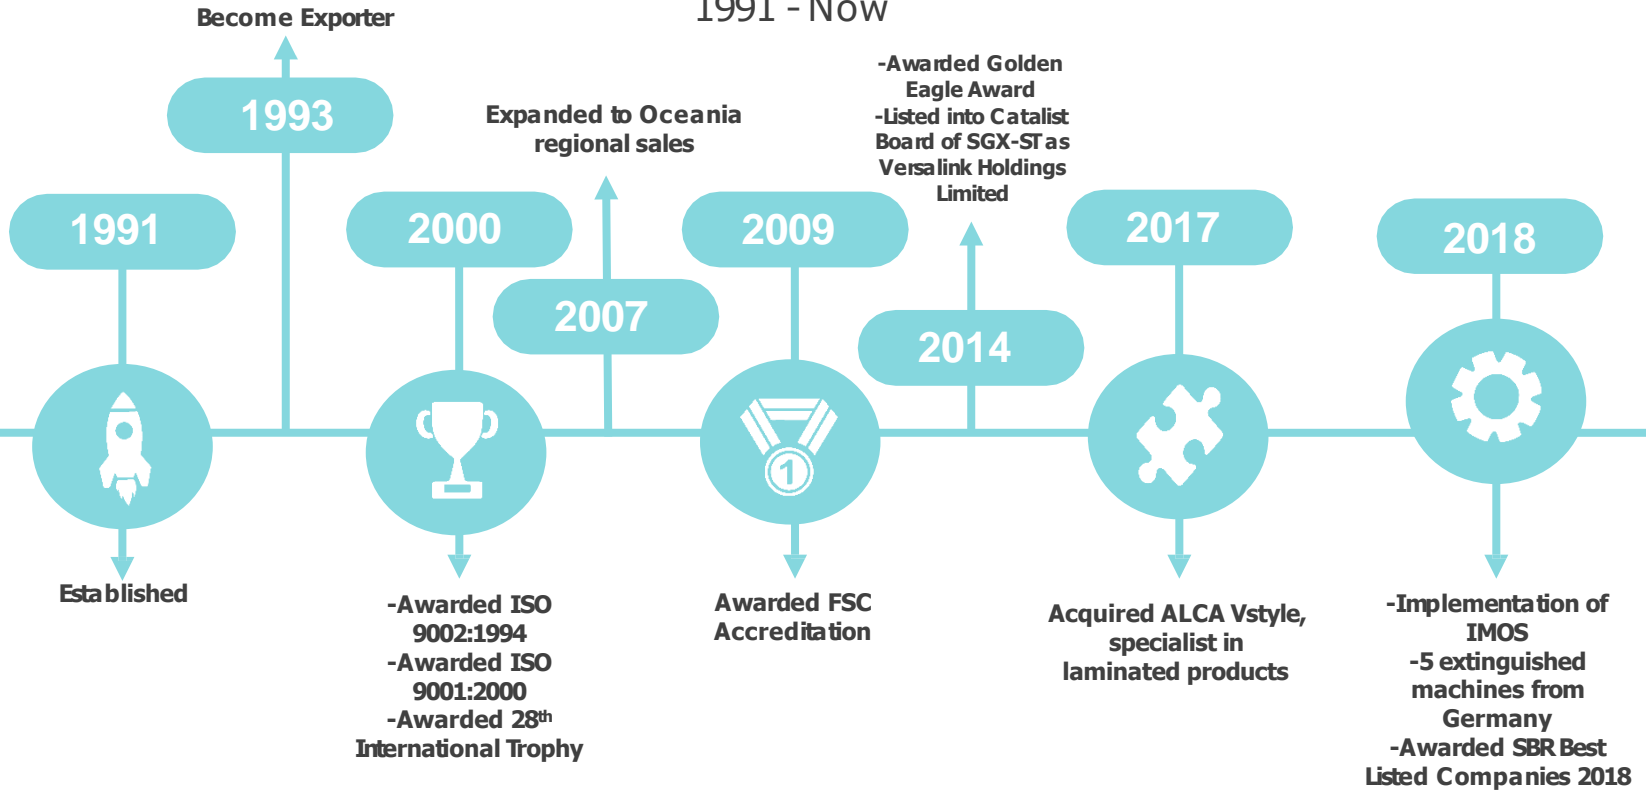 1991 - Now
Become Exporter
1993
-Awarded Golden
Eagle Award
-Listed into Catalist
Board of SGX-ST as
Versalink Holdings
Limited
Expanded to Oceania
regional sales
1991
2000
2009
2017
2018
2007
2014
1
Established
-Awarded ISO
9002:1994
-Awarded ISO
9001:2000
-Awarded 28th
International Trophy
Awarded FSC
Accreditation
Acquired ALCA Vstyle,
specialist in
laminated products
-Implementation of
IMOS
-5 extinguished
machines from
Germany
-Awarded SBR Best
Listed Companies 2018